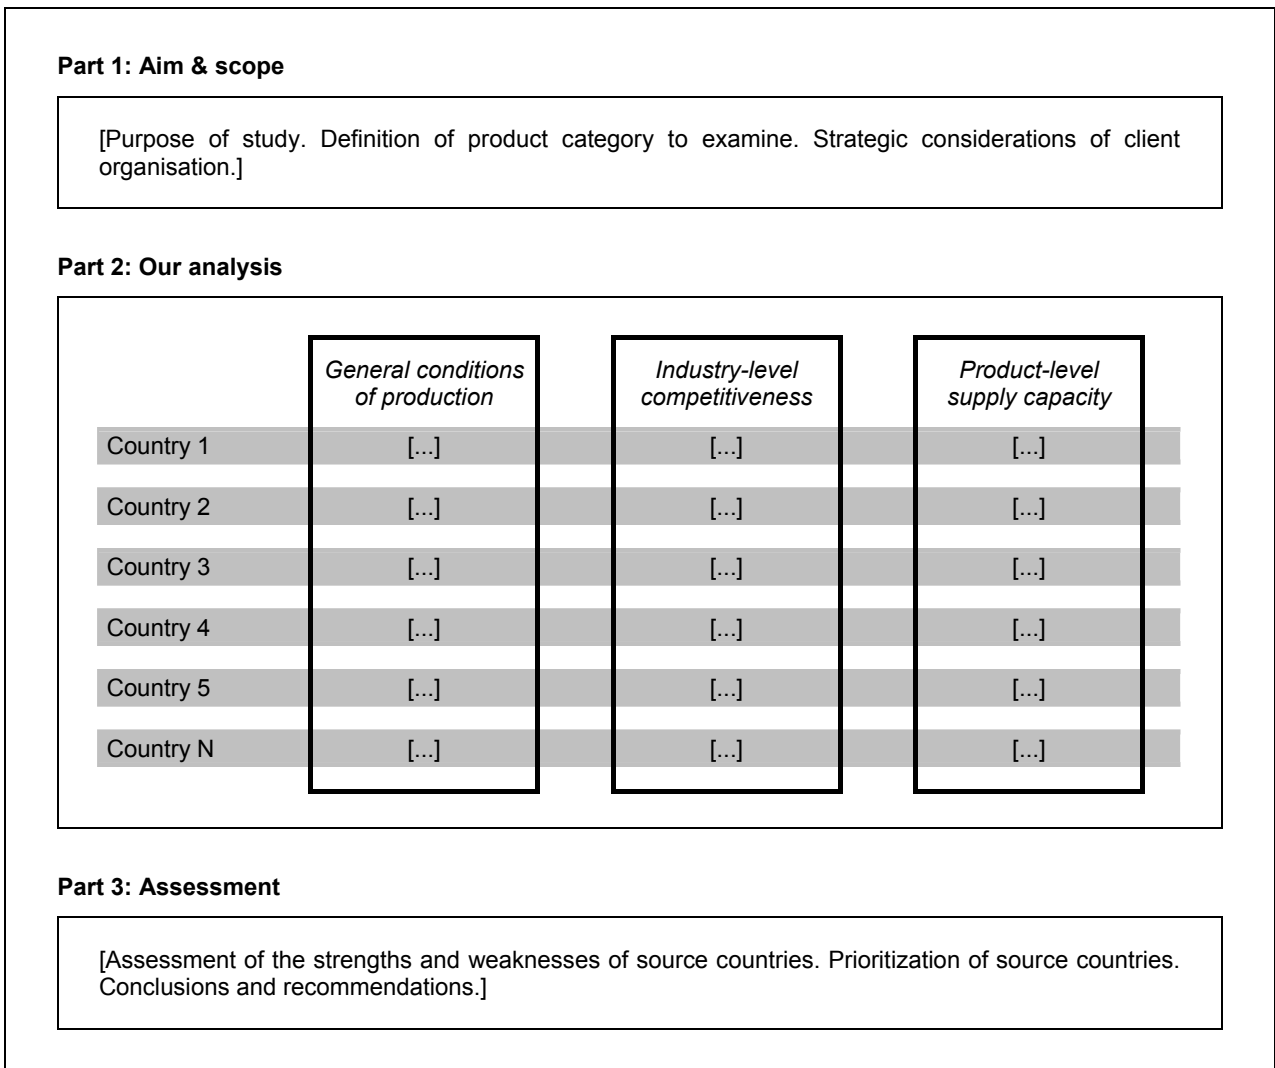 Part 1: Aim & scope
[Purpose of study. Definition of product category to examine. Strategic considerations of client
organisation.]
Part 2: Our analysis
General conditions
of production
Industry-level
competitiveness
Product-level
supply capacity
Country 1 [...] [...] [...]
Country 2 [...] [...] [...]
Country 3 [...] [...] [...]
Country 4 [...] [...] [...]
Country 5 [...] [...] [...]
Country N [...] [...] [...]
Part 3: Assessment
[Assessment of the strengths and weaknesses of source countries. Prioritization of source countries.
Conclusions and recommendations.]